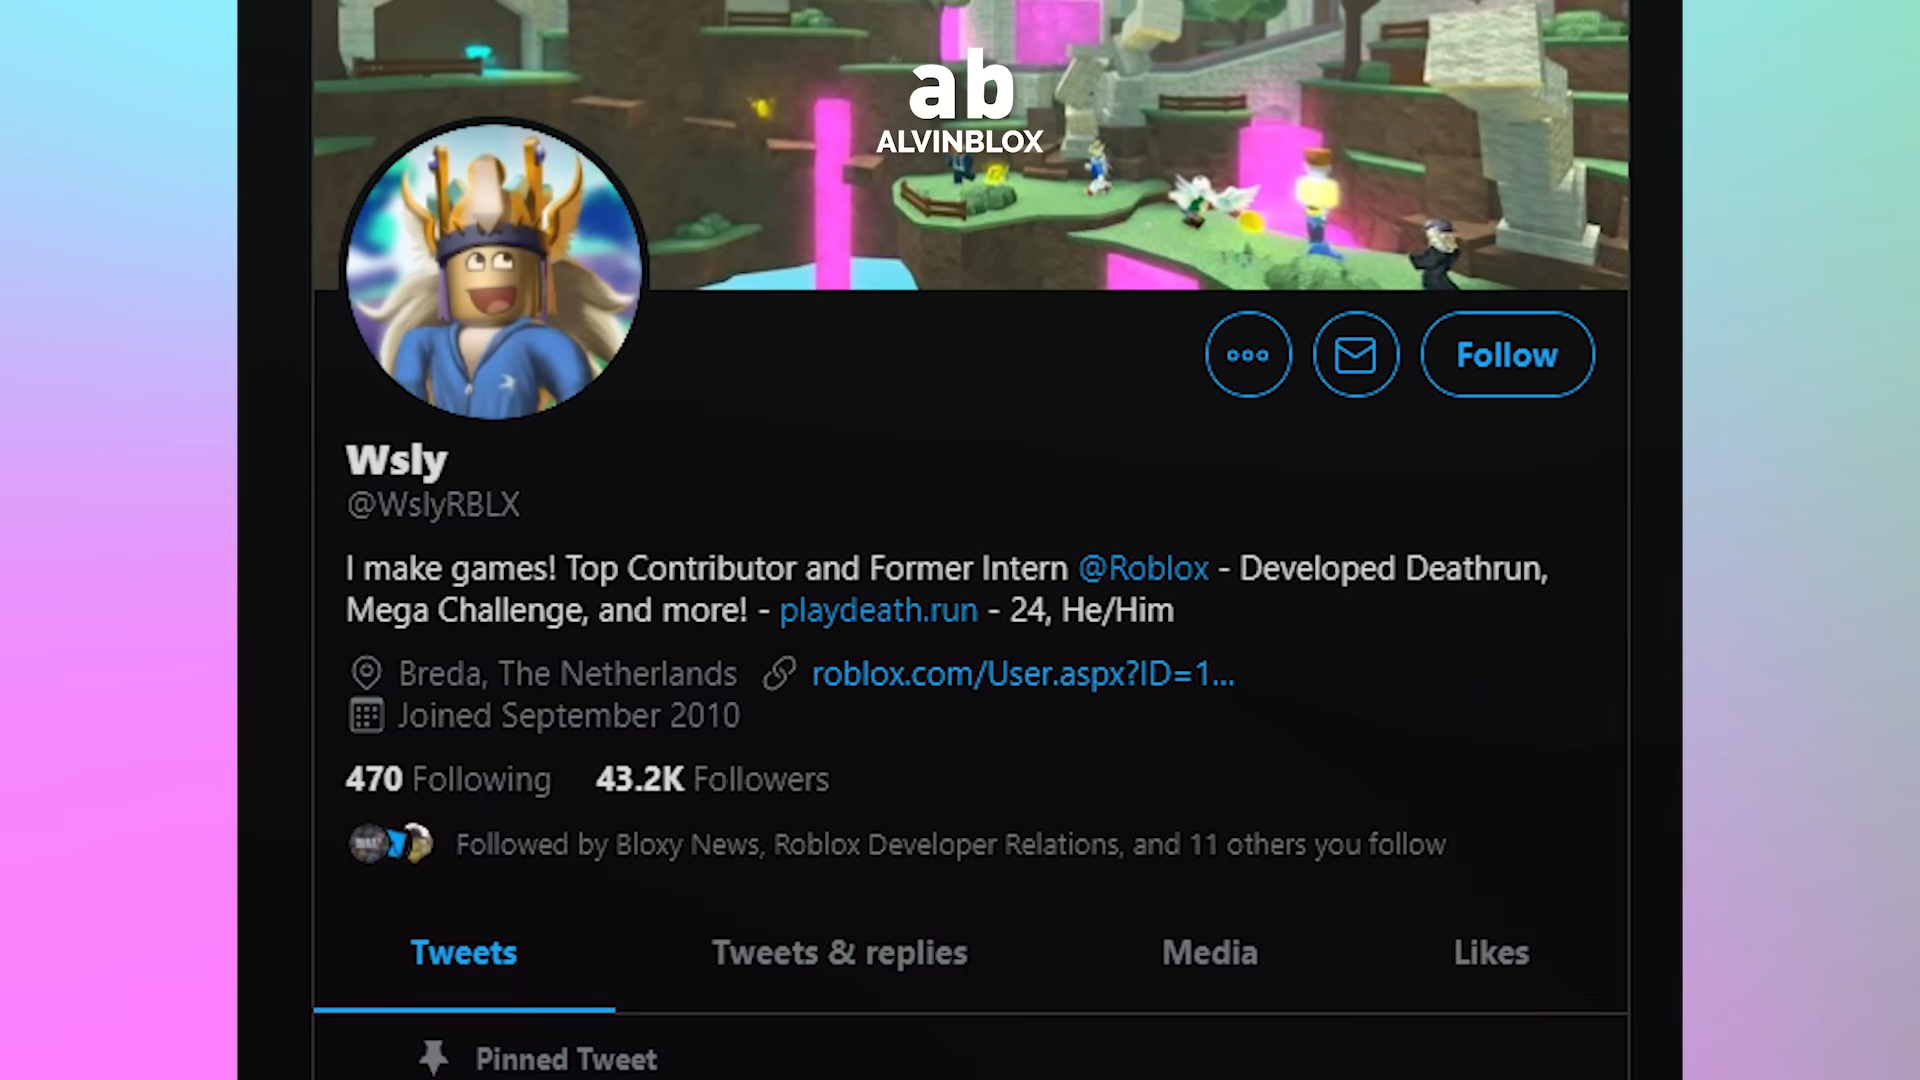 ab
ALVINBLOX
Follow
Wsly
@WslyRBLX
I make games! Top Contributor and Former Intern @Roblox - Developed Deathrun,
Mega Challenge, and more! - playdeath.run - 24, He/Him
Breda, The Netherlands roblox.com/User.aspx?ID=1...
Joined September 2010
470 Following 43.2K Followers
Followed by Bloxy News, Roblox Developer Relations, and 11 others you follow
Tweets Tweets & replies Media Likes
Pinned Tweet